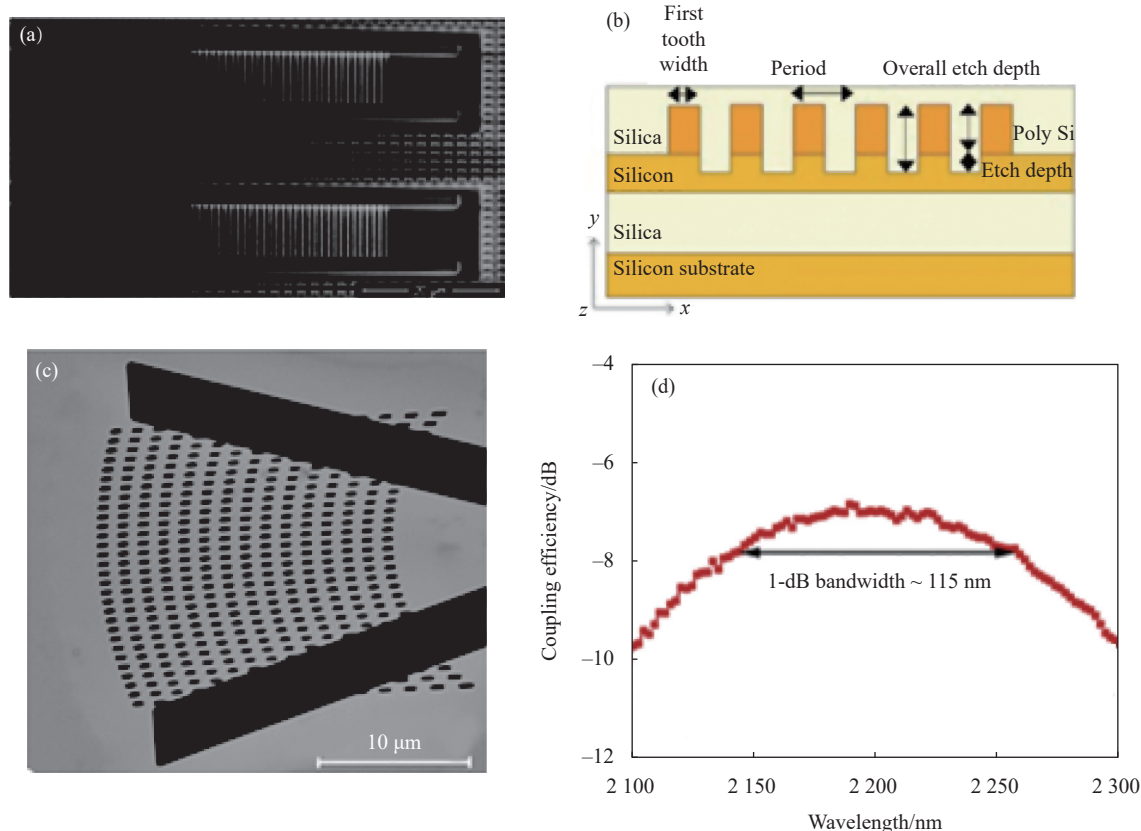 (a)
(b)
First
tooth
width
Period
Overall etch depth
Silica
Poly Si
Silicon
Etch depth
Silica
Silicon substrate
y
z
x
(c)
10 μm
(d)
−4
−6
−8
−10
−12
Coupling efficiency/dB
1-dB bandwidth ~ 115 nm
2 100
2 150
2 200
2 250
2 300
Wavelength/nm